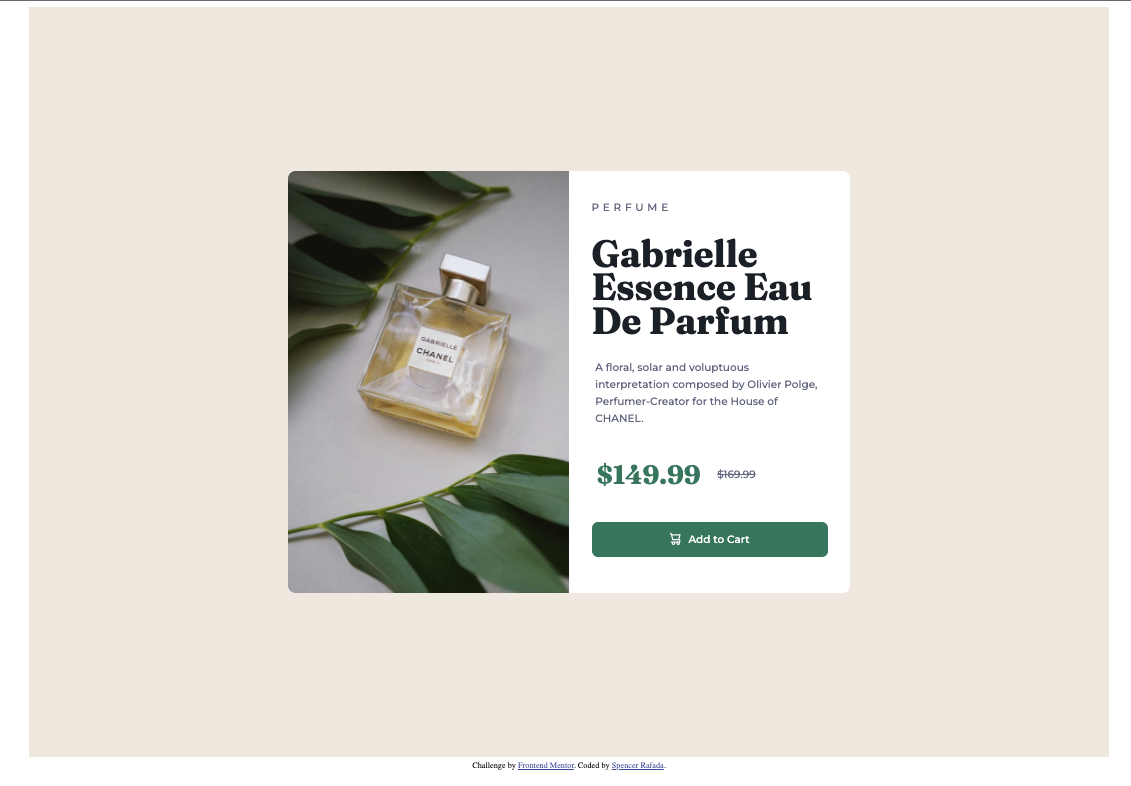 PERFUME
Gabrielle
Essence Eau
De Parfum
GABRIELLE
CHANEL
PARIS
A floral, solar and voluptuous
interpretation composed by Olivier Polge,
Perfumer-Creator for the House of
CHANEL.
$149.99 $169.99
Add to Cart
Challenge by Frontend Mentor. Coded by Spencer Rafada.